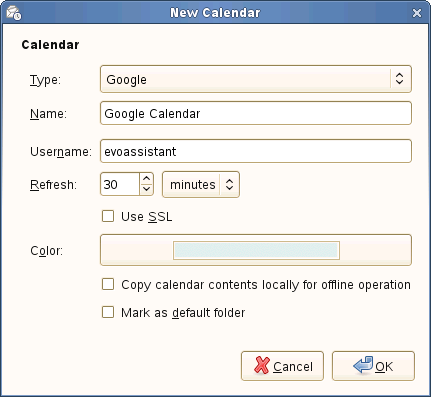 New Calendar
Calendar
Type: Google
Name: Google Calendar
Username: evoassistant
Refresh: 30 minutes
Use SSL
Color:
Copy calendar contents locally for offline operation
Mark as default folder
Cancel OK